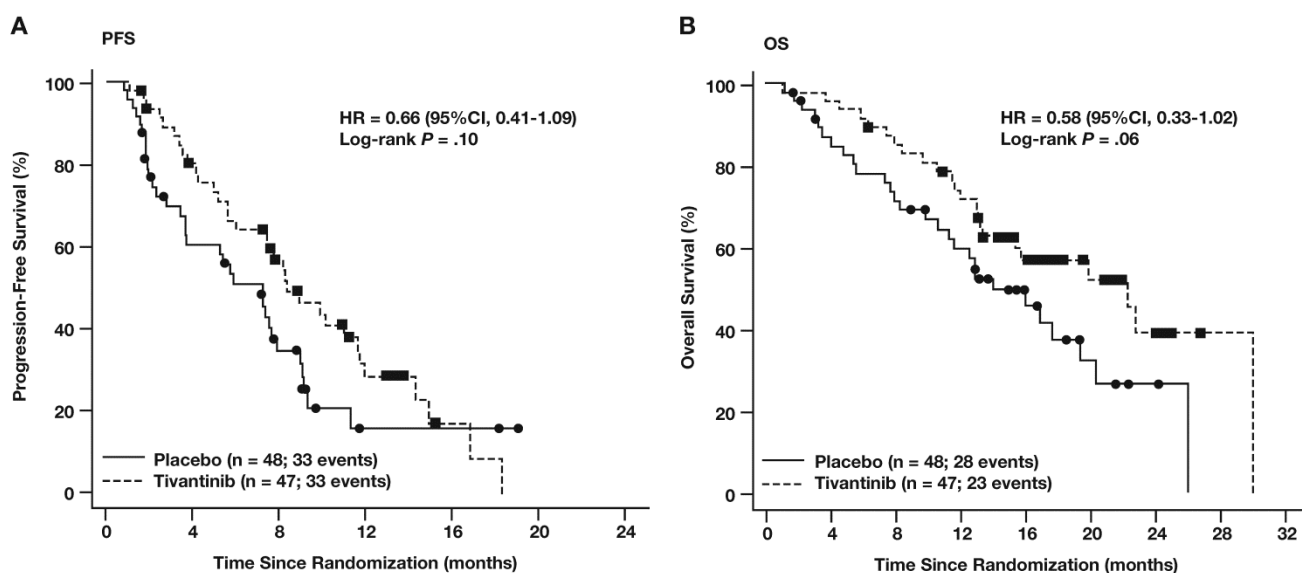 A
PFS
HR = 0.66 (95%CI, 0.41-1.09)
Log-rank P = .10
Progression-Free Survival (%)
100
80
60
40
20
0
Placebo (n = 48; 33 events)
Tivantinib (n = 47; 33 events)
0 4 8 12 16 20 24
Time Since Randomization (months)
B
OS
HR = 0.58 (95%CI, 0.33-1.02)
Log-rank P = .06
Overall Survival (%)
100
80
60
40
20
0
Placebo (n = 48; 28 events)
Tivantinib (n = 47; 23 events)
0 4 8 12 16 20 24 28 32
Time Since Randomization (months)